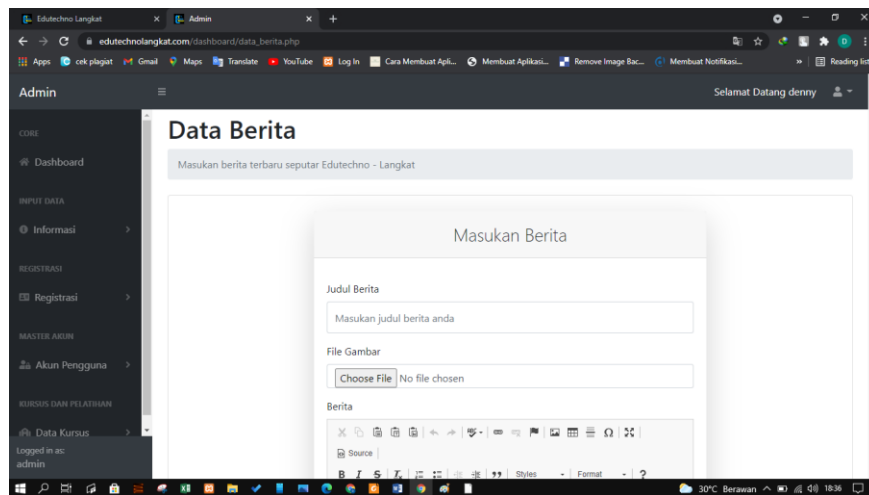 Edutechno Langkat
Admin
edutechnolangkat.com/dashboard/data_berita.php
Apps
cek plagiat
Gmail
Maps
Translate
YouTube
Log In
Cara Membuat Apli...
Membuat Aplikasi...
Remove Image Bac...
Membuat Notifikasi...
»
Reading list
Admin
Selamat Datang denny
CORE
Dashboard
INPUT DATA
Informasi
REGISTRASI
Registrasi
MASTER AKUN
Akun Pengguna
KURSUS DAN PELATIHAN
Data Kursus
Logged in as:
admin
Data Berita
Masukan berita terbaru seputar Edutechno - Langkat
Masukan Berita
Judul Berita
Masukan judul berita anda
File Gambar
Choose File No file chosen
Berita
Source
B I S Tx Styles Format ?
30°C Berawan 18:36